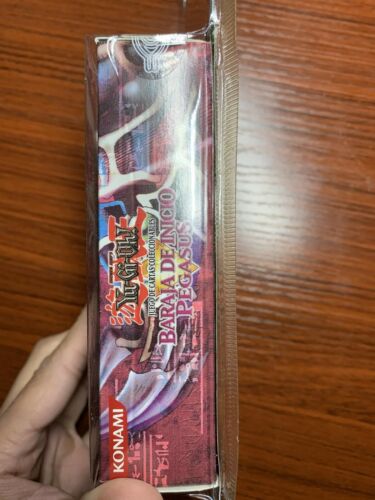 Yu-Gi-Oh!
JUEGO DE CARTAS COLECCIONABLES
BARAJA DE INICIO
PEGASUS
KONAMI